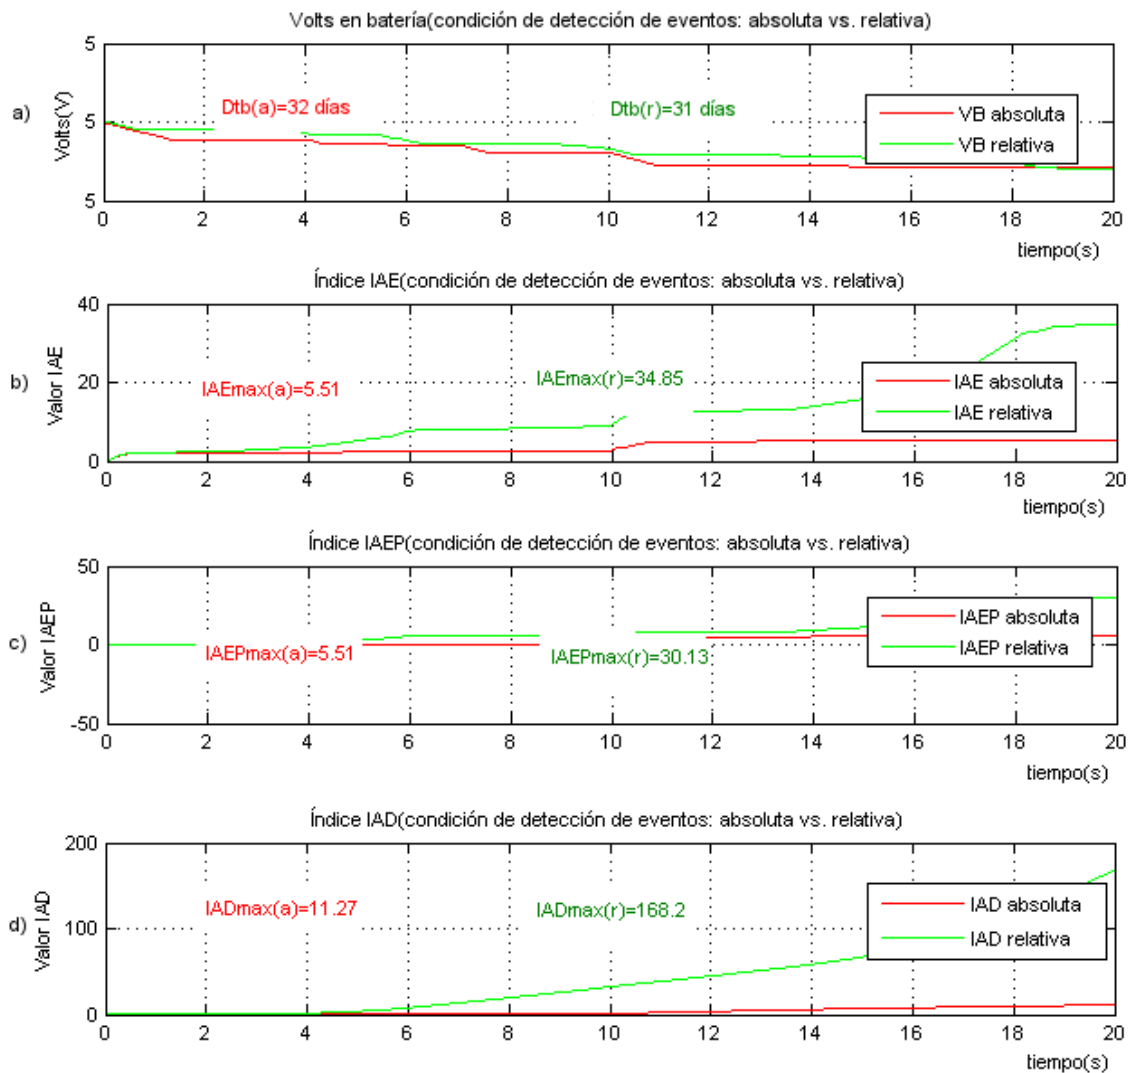 Volts en batería(condición de detección de eventos: absoluta vs. relativa)
a)
Volts(V)
5
5
5
Dtb(a)=32 días
Dtb(r)=31 días
VB absoluta
VB relativa
0 2 4 6 8 10 12 14 16 18 20
tiempo(s)
Índice IAE(condición de detección de eventos: absoluta vs. relativa)
b)
Valor IAE
40
20
0
IAEmax(a)=5.51
IAEmax(r)=34.85
IAE absoluta
IAE relativa
0 2 4 6 8 10 12 14 16 18 20
tiempo(s)
Índice IAEP(condición de detección de eventos: absoluta vs. relativa)
c)
Valor IAEP
50
0
-50
IAEPmax(a)=5.51
IAEPmax(r)=30.13
IAEP absoluta
IAEP relativa
0 2 4 6 8 10 12 14 16 18 20
tiempo(s)
Índice IAD(condición de detección de eventos: absoluta vs. relativa)
d)
Valor IAD
200
100
0
IADmax(a)=11.27
IADmax(r)=168.2
IAD absoluta
IAD relativa
0 2 4 6 8 10 12 14 16 18 20
tiempo(s)